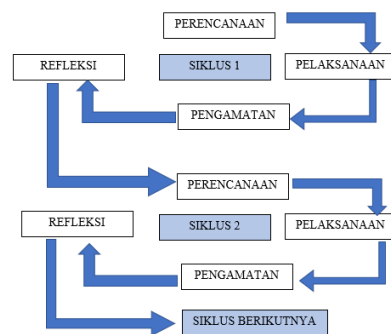 PERENCANAAN
REFLEKSI
SIKLUS 1
PELAKSANAAN
PENGAMATAN
PERENCANAAN
REFLEKSI
SIKLUS 2
PELAKSANAAN
PENGAMATAN
SIKLUS BERIKUTNYA